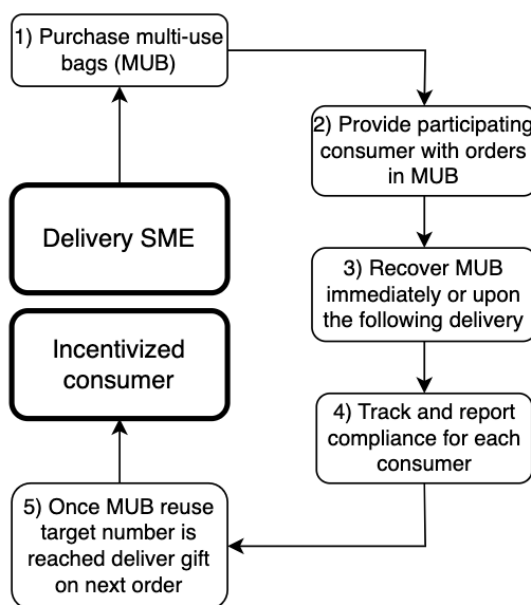 1) Purchase multi-use
bags (MUB)
2) Provide participating
consumer with orders
in MUB
Delivery SME
3) Recover MUB
immediately or upon
the following delivery
Incentivized
consumer
4) Track and report
compliance for each
consumer
5) Once MUB reuse
target number is
reached deliver gift
on next order